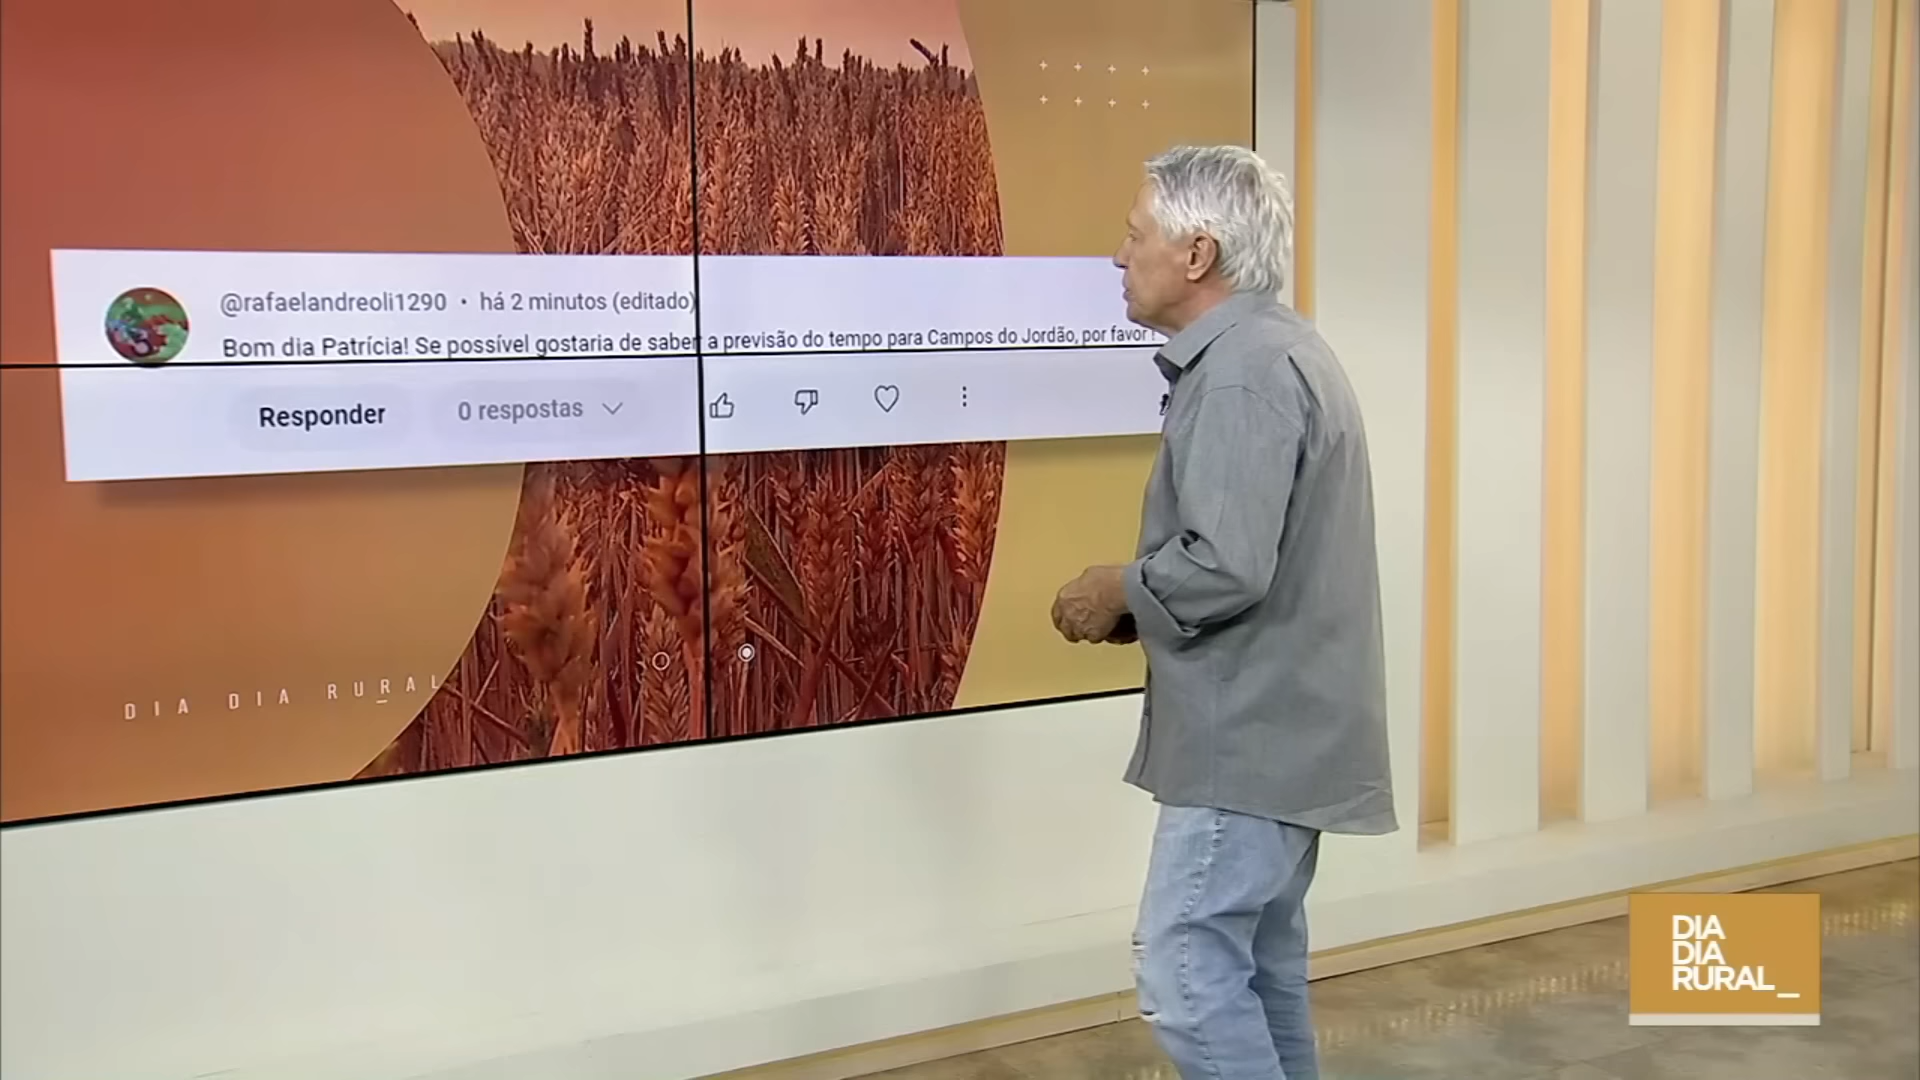 @rafaelandreoli1290 • há 2 minutos (editado)
Bom dia Patrícia! Se possível gostaria de saber a previsão do tempo para Campos do Jordão, por favor !
Responder
0 respostas
DIA DIA RURAL
DIA
DIA
RURAL_